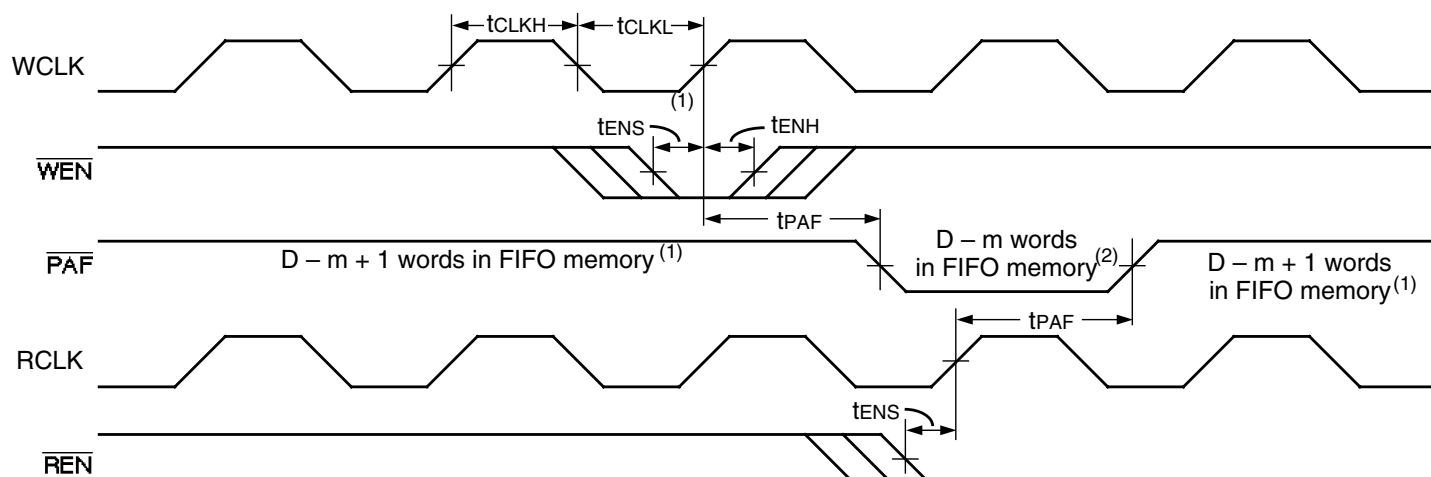 tCLKH
tCLKL
WCLK
(1)
tENS
tENH
WEN
tPAF
PAF
D – m + 1 words in FIFO memory (1)
D – m words
in FIFO memory(2)
D – m + 1 words
in FIFO memory(1)
tPAF
RCLK
tENS
REN